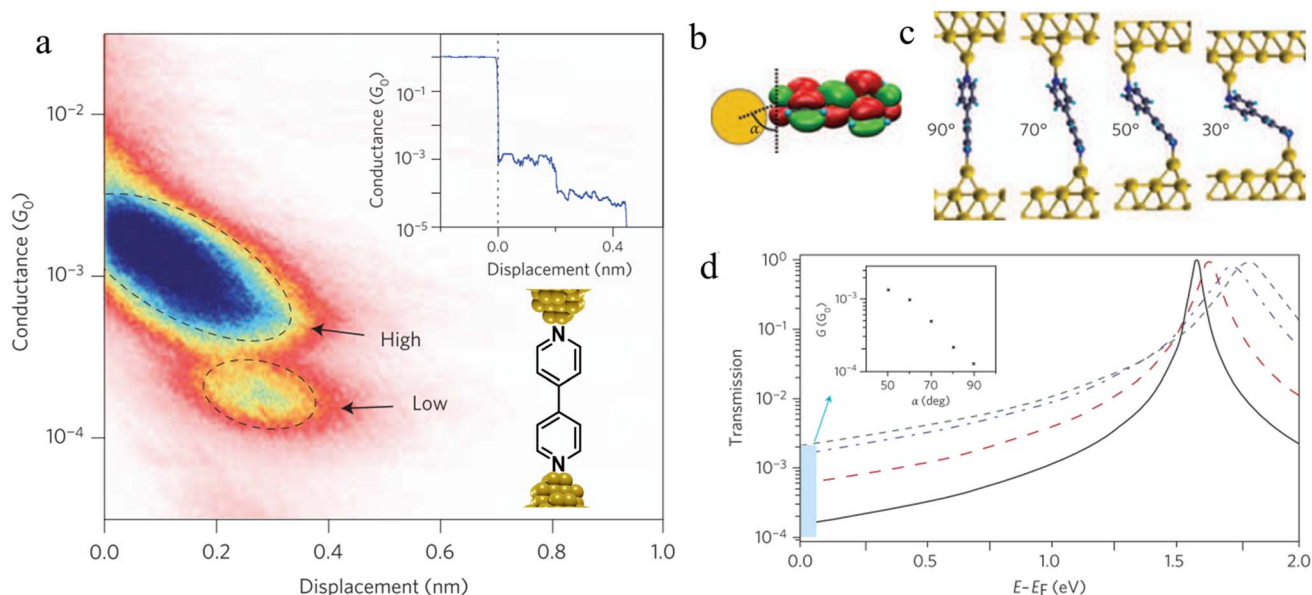 a
Conductance (G₀)
10⁻²
10⁻³
10⁻⁴
0.0 0.2 0.4 0.6 0.8 1.0
Displacement (nm)
High
Low
Conductance (G₀)
10⁻¹
10⁻³
10⁻⁵
0.0 0.4
Displacement (nm)
N
N
b
α
c
90°
70°
50°
30°
d
Transmission
10⁰
10⁻¹
10⁻²
10⁻³
10⁻⁴
0.0 0.5 1.0 1.5 2.0
E–E_F (eV)
G (G₀)
10⁻³
10⁻⁴
50 70 90
α (deg)